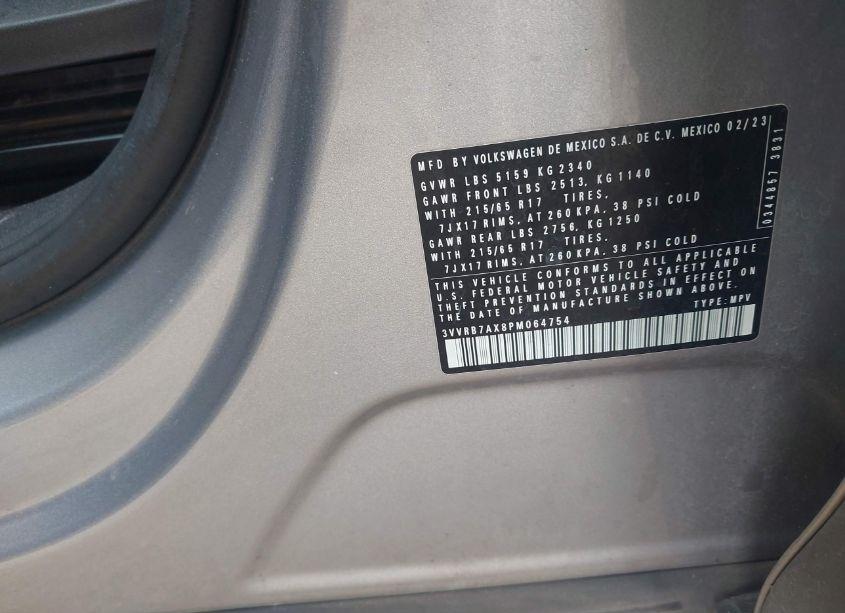 MFD BY VOLKSWAGEN DE MEXICO S.A. DE C.V. MEXICO 02/23
GVWR LBS 5159 KG 2340
GAWR FRONT LBS 2513, KG 1140
WITH 215/65 R17 TIRES,
7JX17 RIMS, AT 260 KPA, 38 PSI COLD
GAWR REAR LBS 2756, KG 1250
WITH 215/65 R17 TIRES,
7JX17 RIMS, AT 260 KPA, 38 PSI COLD
THIS VEHICLE CONFORMS TO ALL APPLICABLE
U.S. FEDERAL MOTOR VEHICLE SAFETY AND
THEFT PREVENTION STANDARDS IN EFFECT ON
THE DATE OF MANUFACTURE SHOWN ABOVE.
3VVRB7AX8PM064754 TYPE: MPV
3831